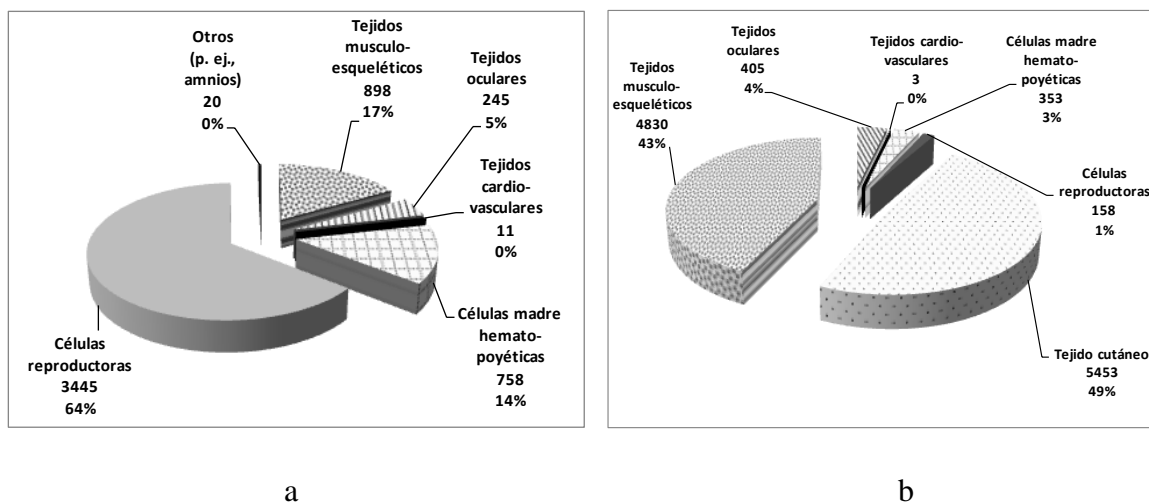 Otros
(p. ej.,
amnios)
20
0%
Tejidos
musculo-
esqueléticos
898
17%
Tejidos
oculares
245
5%
Tejidos
cardio-
vasculares
11
0%
Células madre
hemato-
poyéticas
758
14%
Células
reproductoras
3445
64%
a
Tejidos
musculo-
esqueléticos
4830
43%
Tejidos
oculares
405
4%
Tejidos cardio-
vasculares
3
0%
Células madre
hemato-
poyéticas
353
3%
Células
reproductoras
158
1%
Tejido cutáneo
5453
49%
b